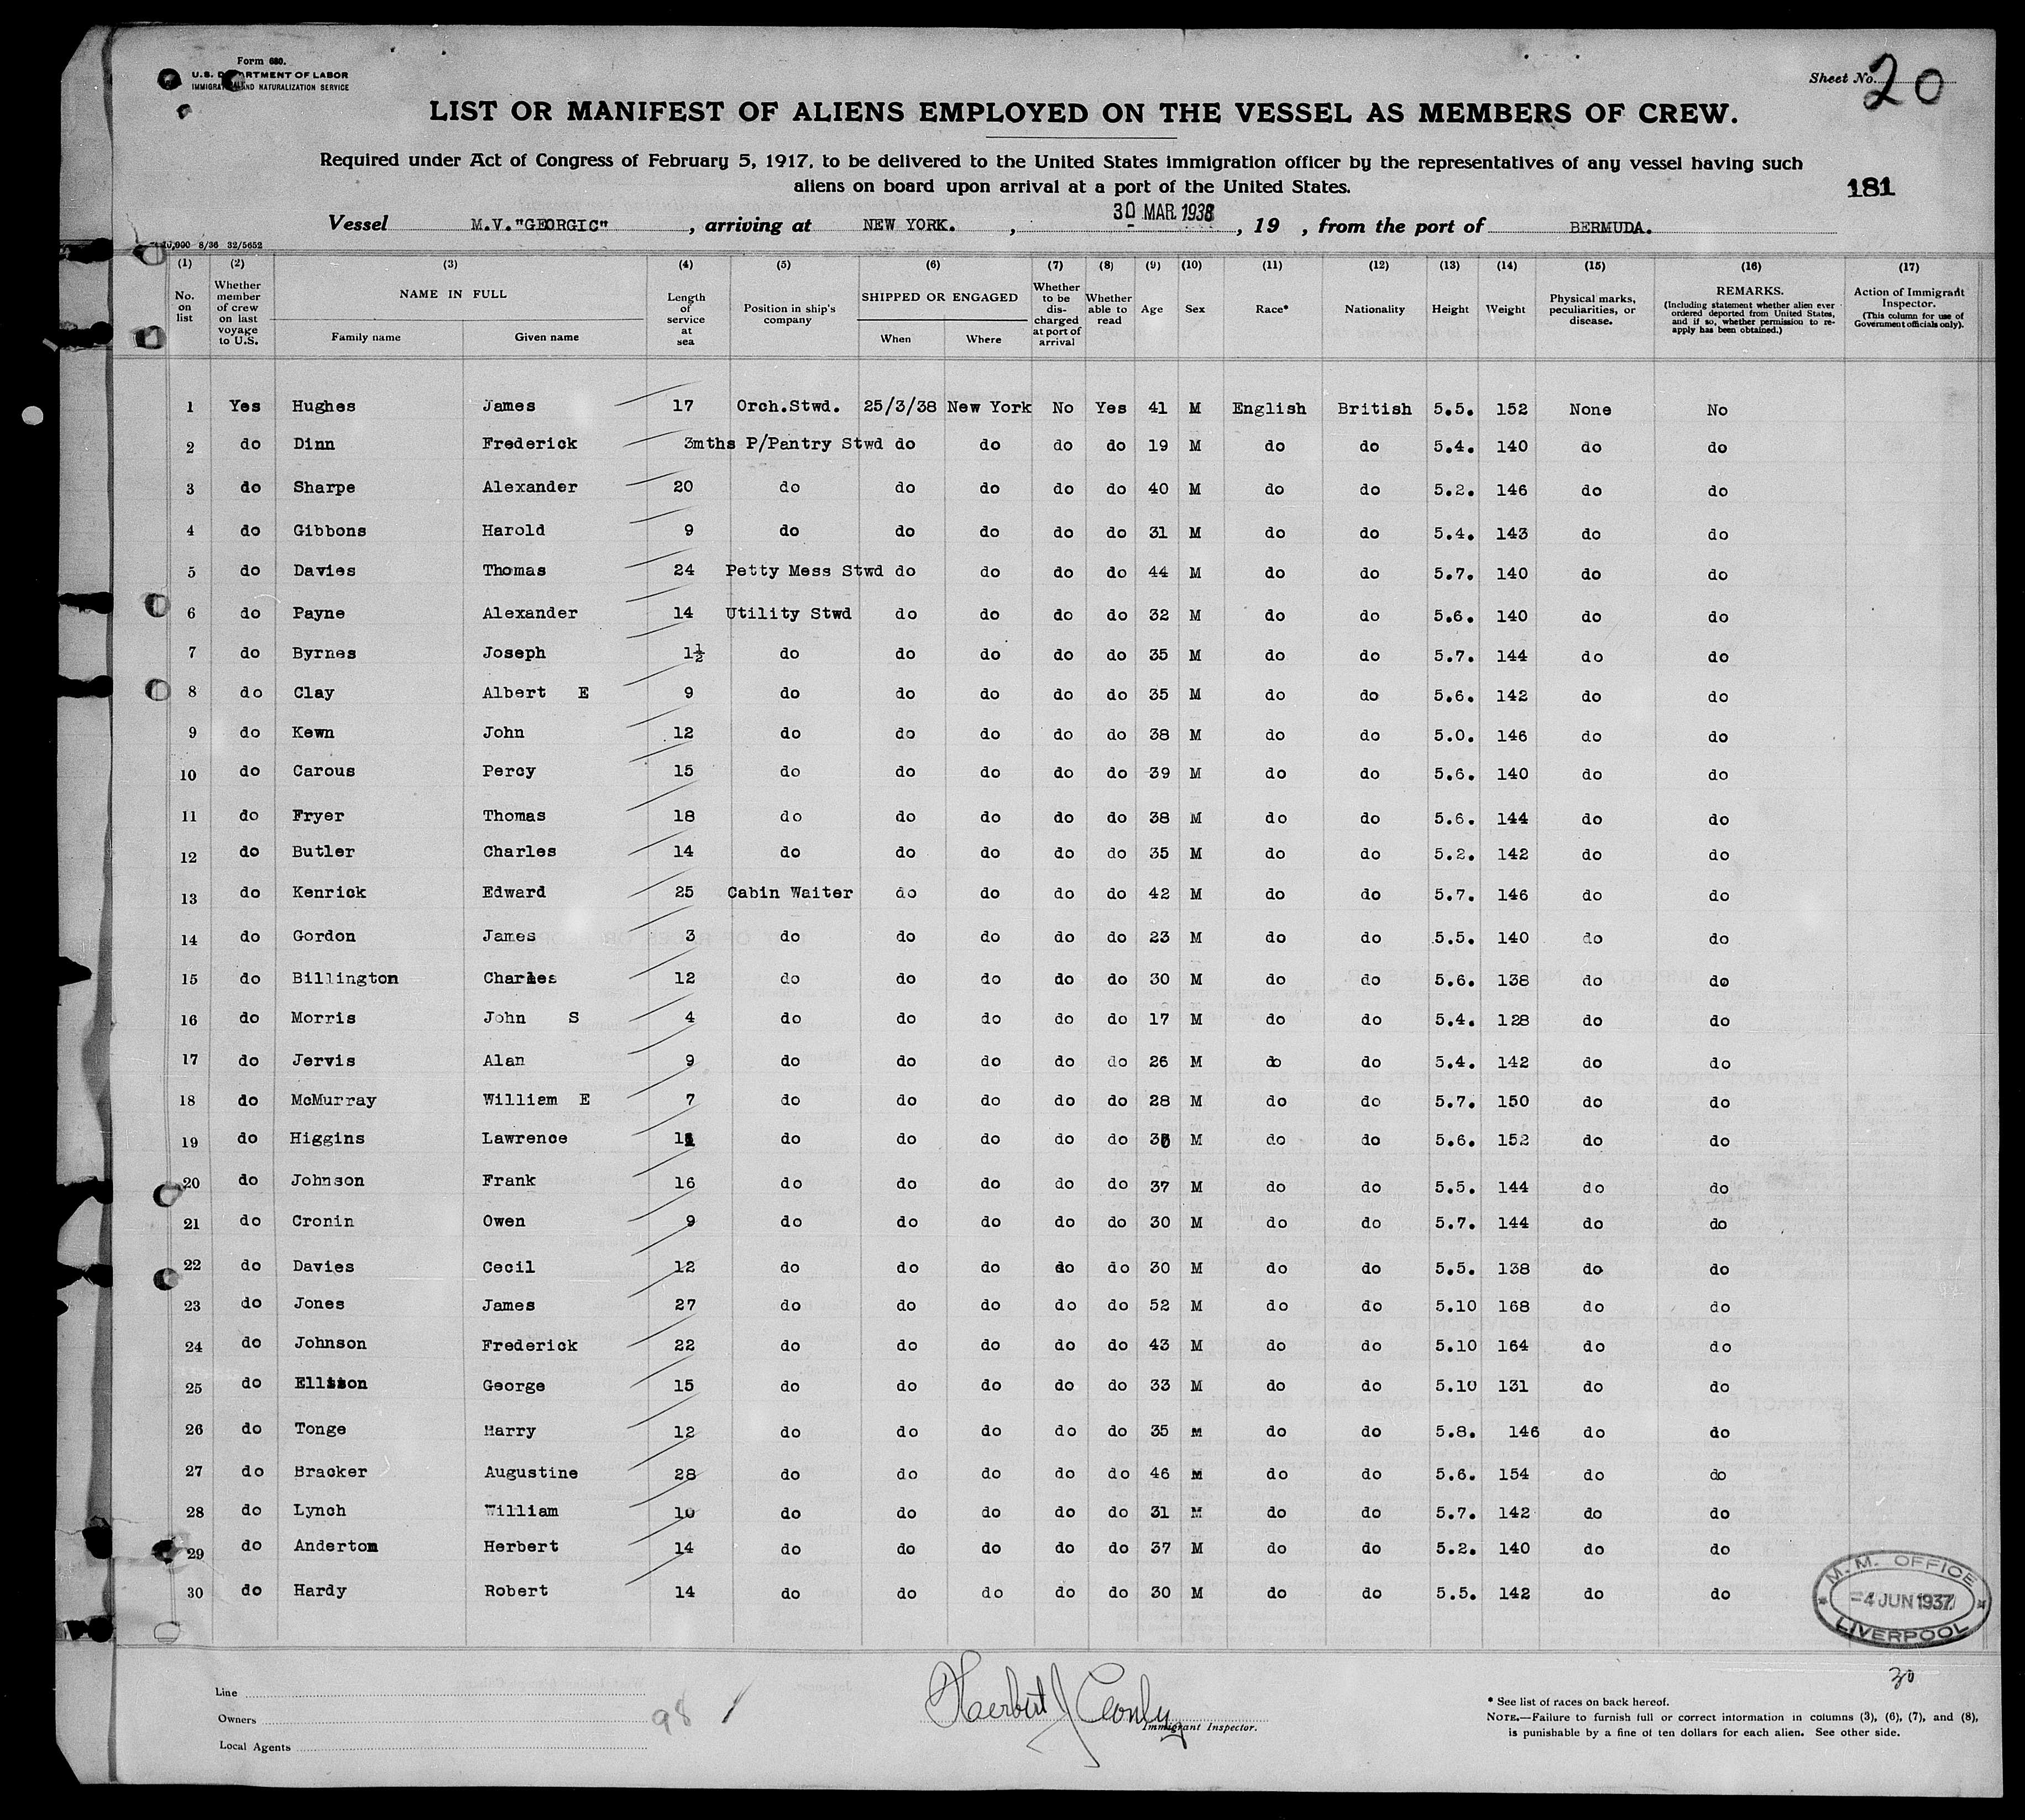 Form 680.
U.S. DEPARTMENT OF LABOR
IMMIGRATION AND NATURALIZATION SERVICE
Sheet No. 20
LIST OR MANIFEST OF ALIENS EMPLOYED ON THE VESSEL AS MEMBERS OF CREW.
Required under Act of Congress of February 5, 1917, to be delivered to the United States immigration officer by the representatives of any vessel having such
aliens on board upon arrival at a port of the United States.
181
Vessel M.V."GEORGIC", arriving at NEW YORK., 30 MAR 1938, 19 , from the port of BERMUDA.
8/36 32/5652
(1) (2) (3) (4) (5) (6) (7) (8) (9) (10) (11) (12) (13) (14) (15) (16) (17)
No. on list Whether member of crew on last voyage to U.S. NAME IN FULL Family name Given name Length of service at sea Position in ship's company SHIPPED OR ENGAGED When Where Whether to be discharged at port of arrival Whether able to read Age Sex Race* Nationality Height Weight Physical marks, peculiarities, or disease. REMARKS. (Including statement whether alien ever ordered deported from United States, and if so, whether permission to reapply has been obtained.) Action of Immigrant Inspector. (This column for use of Government officials only).
1 Yes Hughes James 17 Orch.Stwd. 25/3/38 New York No Yes 41 M English British 5.5. 152 None No
2 do Dinn Frederick 3mths P/Pantry Stwd do do do do 19 M do do 5.4. 140 do do
3 do Sharpe Alexander 20 do do do do do 40 M do do 5.2. 146 do do
4 do Gibbons Harold 9 do do do do do 31 M do do 5.4. 143 do do
5 do Davies Thomas 24 Petty Mess Stwd do do do do 44 M do do 5.7. 140 do do
6 do Payne Alexander 14 Utility Stwd do do do do 32 M do do 5.6. 140 do do
7 do Byrnes Joseph 1½ do do do do do 35 M do do 5.7. 144 do do
8 do Clay Albert E 9 do do do do do 35 M do do 5.6. 142 do do
9 do Kewn John 12 do do do do do 38 M do do 5.0. 146 do do
10 do Carous Percy 15 do do do do do 39 M do do 5.6. 140 do do
11 do Fryer Thomas 18 do do do do do 38 M do do 5.6. 144 do do
12 do Butler Charles 14 do do do do do 35 M do do 5.2. 142 do do
13 do Kenrick Edward 25 Cabin Waiter do do do do 42 M do do 5.7. 146 do do
14 do Gordon James 3 do do do do do 23 M do do 5.5. 140 do do
15 do Billington Charles 12 do do do do do 30 M do do 5.6. 138 do do
16 do Morris John S 4 do do do do do 17 M do do 5.4. 128 do do
17 do Jervis Alan 9 do do do do do 26 M do do 5.4. 142 do do
18 do McMurray William E 7 do do do do do 28 M do do 5.7. 150 do do
19 do Higgins Lawrence do do do do do M do do 5.6. 152 do do
20 do Johnson Frank 16 do do do do do 37 M do do 5.5. 144 do do
21 do Cronin Owen 9 do do do do do 30 M do do 5.7. 144 do do
22 do Davies Cecil 12 do do do do do 30 M do do 5.5. 138 do do
23 do Jones James 27 do do do do do 52 M do do 5.10 168 do do
24 do Johnson Frederick 22 do do do do do 43 M do do 5.10 164 do do
25 do Ellison George 15 do do do do do 33 M do do 5.10 131 do do
26 do Tonge Harry 12 do do do do do 35 M do do 5.8. 146 do do
27 do Bracker Augustine 28 do do do do do 46 M do do 5.6. 154 do do
28 do Lynch William 10 do do do do do 31 M do do 5.7. 142 do do
29 do Anderton Herbert 14 do do do do do 37 M do do 5.2. 140 do do
30 do Hardy Robert 14 do do do do do 30 M do do 5.5. 142 do do
M.M. OFFICE
4 JUN 1937
LIVERPOOL
30
Line
Owners
Local Agents
98
Herbert J
Immigrant Inspector.
* See list of races on back hereof.
NOTE.—Failure to furnish full or correct information in columns (3), (6), (7), and (8),
is punishable by a fine of ten dollars for each alien. See other side.